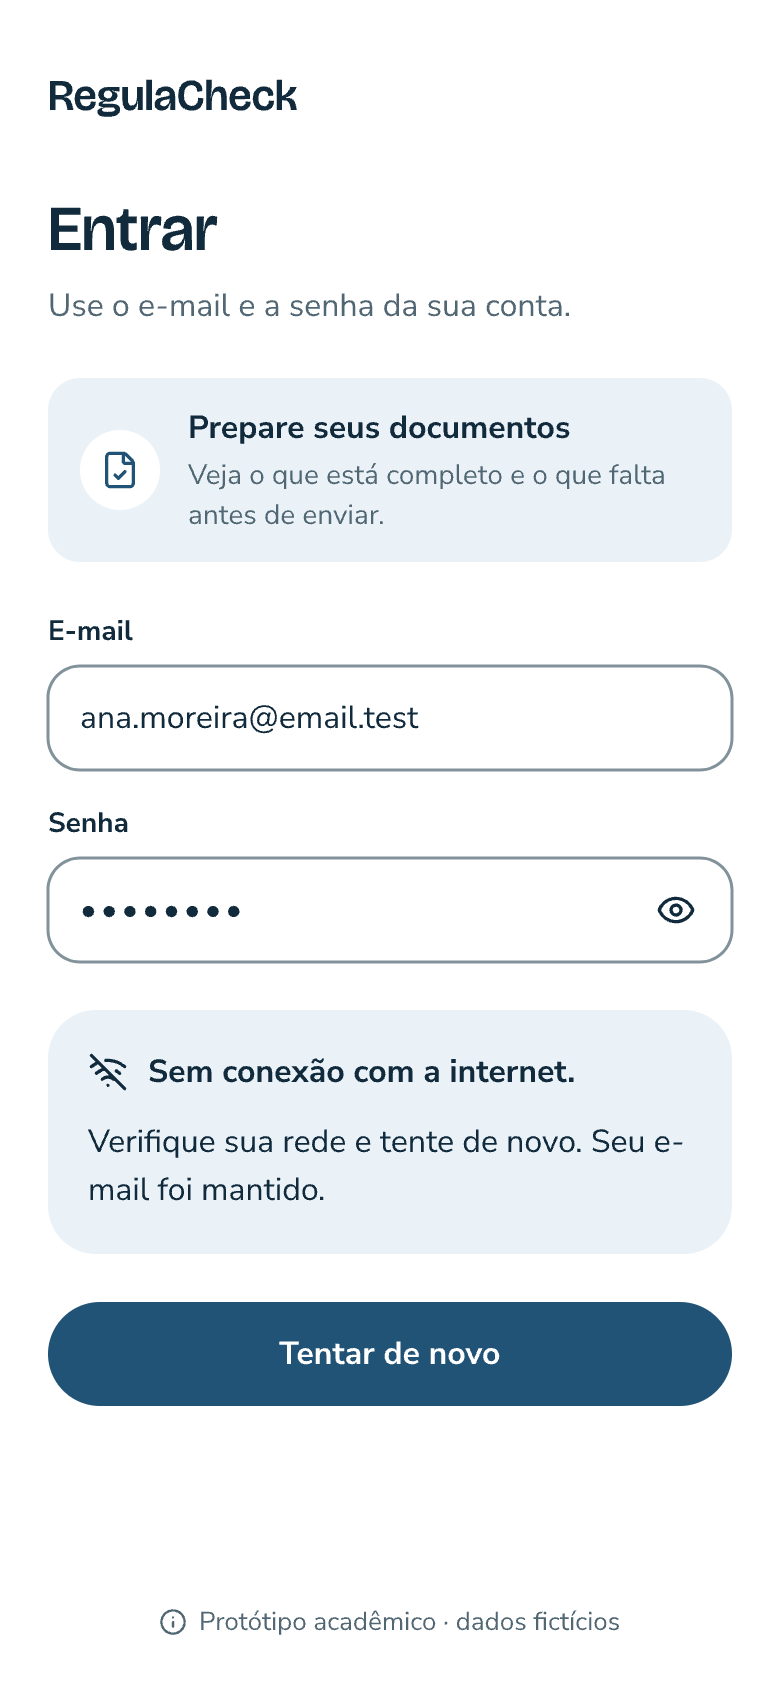 RegulaCheck
Entrar
Use o e-mail e a senha da sua conta.
Prepare seus documentos
Veja o que está completo e o que falta
antes de enviar.
E-mail
ana.moreira@email.test
Senha
••••••••
Sem conexão com a internet.
Verifique sua rede e tente de novo. Seu e-
mail foi mantido.
Tentar de novo
Protótipo acadêmico · dados fictícios